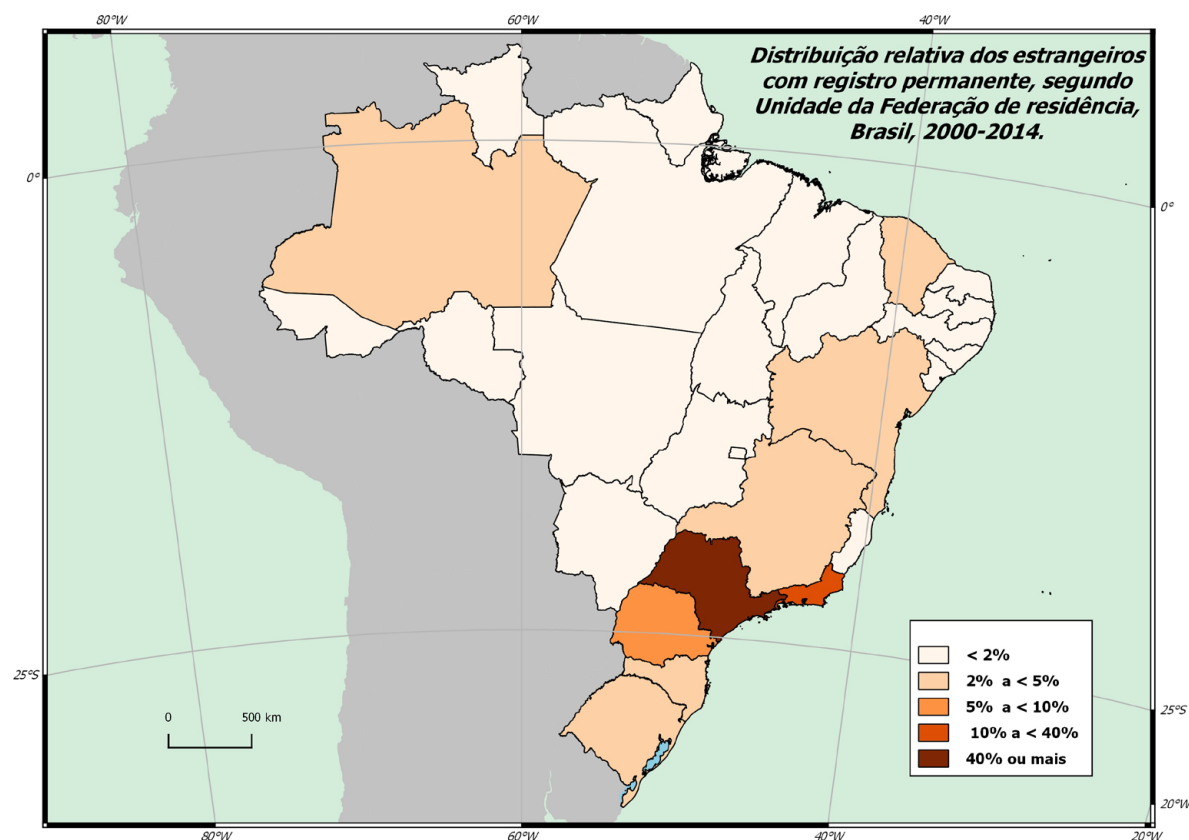 80°W
60°W
40°W
Distribuição relativa dos estrangeiros
com registro permanente, segundo
Unidade da Federação de residência,
Brasil, 2000-2014.
0°
0°
< 2%
2% a < 5%
5% a < 10%
10% a < 40%
40% ou mais
25°S
25°S
0 500 km
20°W
80°W
60°W
40°W
20°W